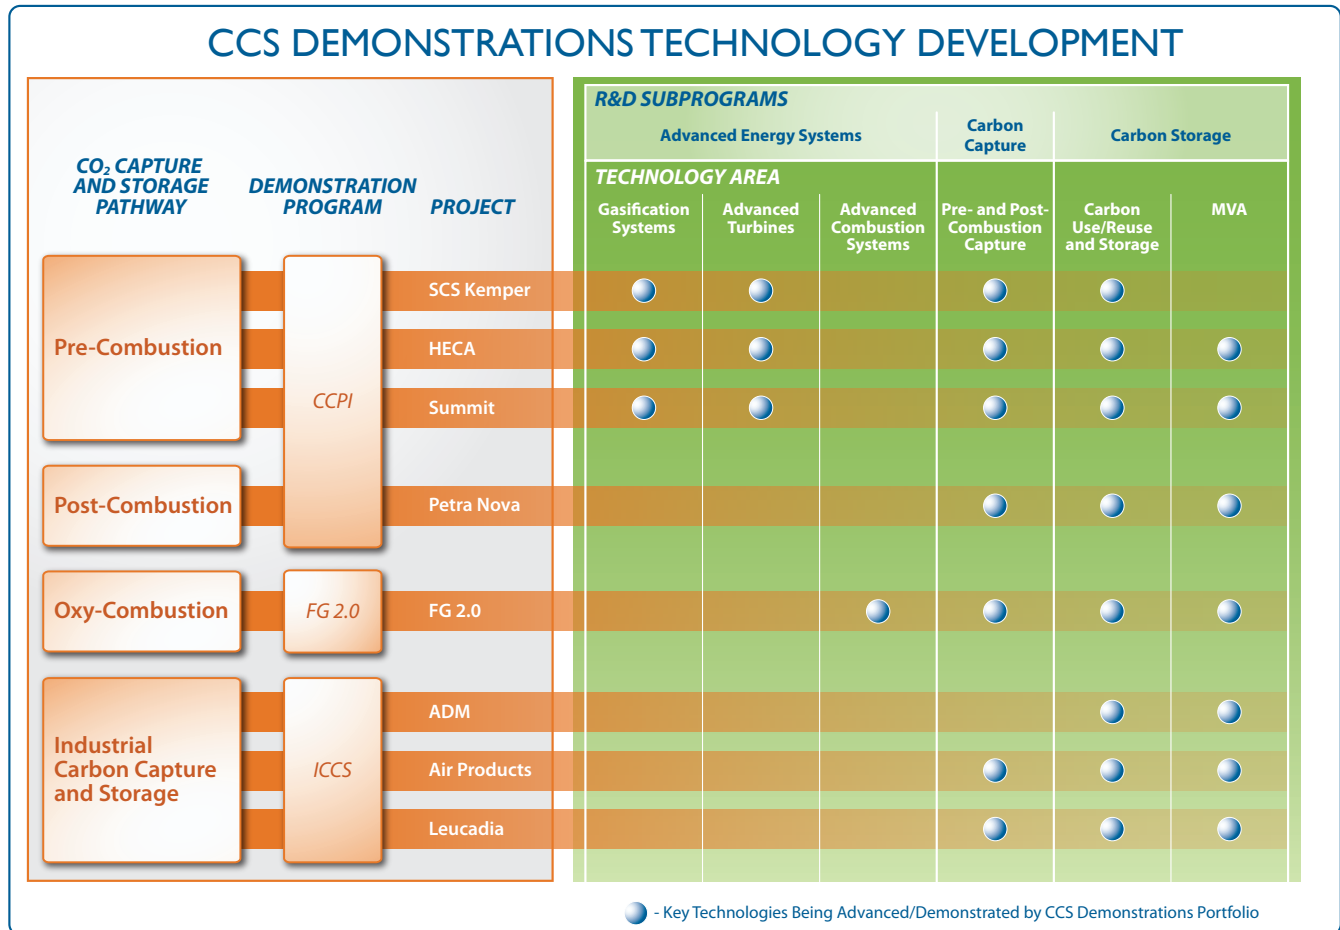 CCS DEMONSTRATIONS TECHNOLOGY DEVELOPMENT
CO₂ CAPTURE
AND STORAGE
PATHWAY
DEMONSTRATION
PROGRAM
PROJECT
R&D SUBPROGRAMS
Advanced Energy Systems
Carbon
Capture
Carbon Storage
TECHNOLOGY AREA
Gasification
Systems
Advanced
Turbines
Advanced
Combustion
Systems
Pre- and Post-
Combustion
Capture
Carbon
Use/Reuse
and Storage
MVA
Pre-Combustion
CCPI
SCS Kemper
HECA
Summit
Post-Combustion
Petra Nova
Oxy-Combustion
FG 2.0
FG 2.0
Industrial
Carbon Capture
and Storage
ICCS
ADM
Air Products
Leucadia
- Key Technologies Being Advanced/Demonstrated by CCS Demonstrations Portfolio